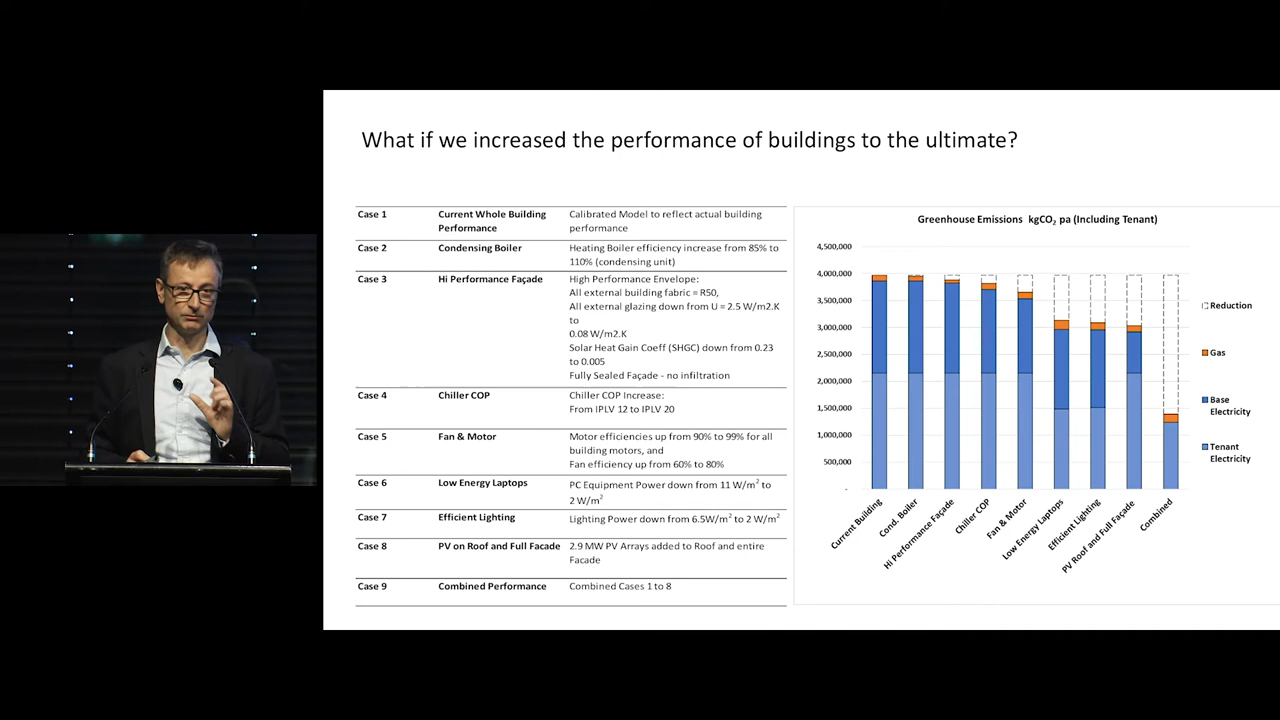 What if we increased the performance of buildings to the ultimate?
Case 1 Current Whole Building Calibrated Model to reflect actual building
Performance performance
Case 2 Condensing Boiler Heating Boiler efficiency increase from 85% to
110% (condensing unit)
Case 3 Hi Performance Façade High Performance Envelope:
All external building fabric = R50,
All external glazing down from U = 2.5 W/m2.K
to
0.08 W/m2.K
Solar Heat Gain Coeff (SHGC) down from 0.23
to 0.005
Fully Sealed Façade - no infiltration
Case 4 Chiller COP Chiller COP Increase:
From IPLV 12 to IPLV 20
Case 5 Fan & Motor Motor efficiencies up from 90% to 99% for all
building motors, and
Fan efficiency up from 60% to 80%
Case 6 Low Energy Laptops PC Equipment Power down from 11 W/m² to
2 W/m²
Case 7 Efficient Lighting Lighting Power down from 6.5W/m² to 2 W/m²
Case 8 PV on Roof and Full Facade 2.9 MW PV Arrays added to Roof and entire
Facade
Case 9 Combined Performance Combined Cases 1 to 8
Greenhouse Emissions kgCO₂ pa (Including Tenant)
4,500,000
4,000,000
3,500,000
3,000,000
2,500,000
2,000,000
1,500,000
1,000,000
500,000
-
Current Building
Cond. Boiler
Hi Performance Façade
Chiller COP
Fan & Motor
Low Energy Laptops
Efficient Lighting
PV Roof and Full Façade
Combined
Reduction
Gas
Base
Electricity
Tenant
Electricity